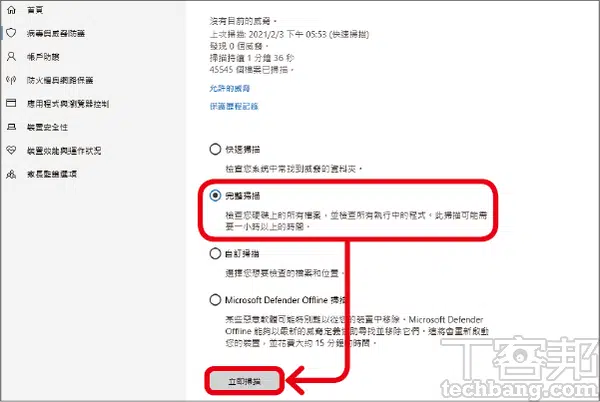 首頁
病毒與威脅防護
帳戶防護
防火牆與網路保護
應用程式與瀏覽器控制
裝置安全性
裝置效能與運作狀況
家長監護選項
沒有目前的威脅。
上次掃描: 2021/2/3 下午 05:53 (快速掃描)
發現 0 個威脅。
掃描持續 1 分鐘 36 秒
45545 個檔案已掃描。
允許的威脅
保護歷程記錄
快速掃描
檢查您系統中常找到威脅的資料夾。
完整掃描
檢查您硬碟上的所有檔案，並檢查所有執行中的程式。此掃描可能需
要一小時以上的時間。
自訂掃描
選擇您想要檢查的檔案和位置。
Microsoft Defender Offline 掃描
某些惡意軟體可能特別難以從您的裝置中移除。Microsoft Defender
Offline 能夠以最新的威脅定義協助尋找並移除它們。這將會重新啟動
您的裝置，並花費大約 15 分鐘的時間。
立即掃描
T客邦
techbang.com